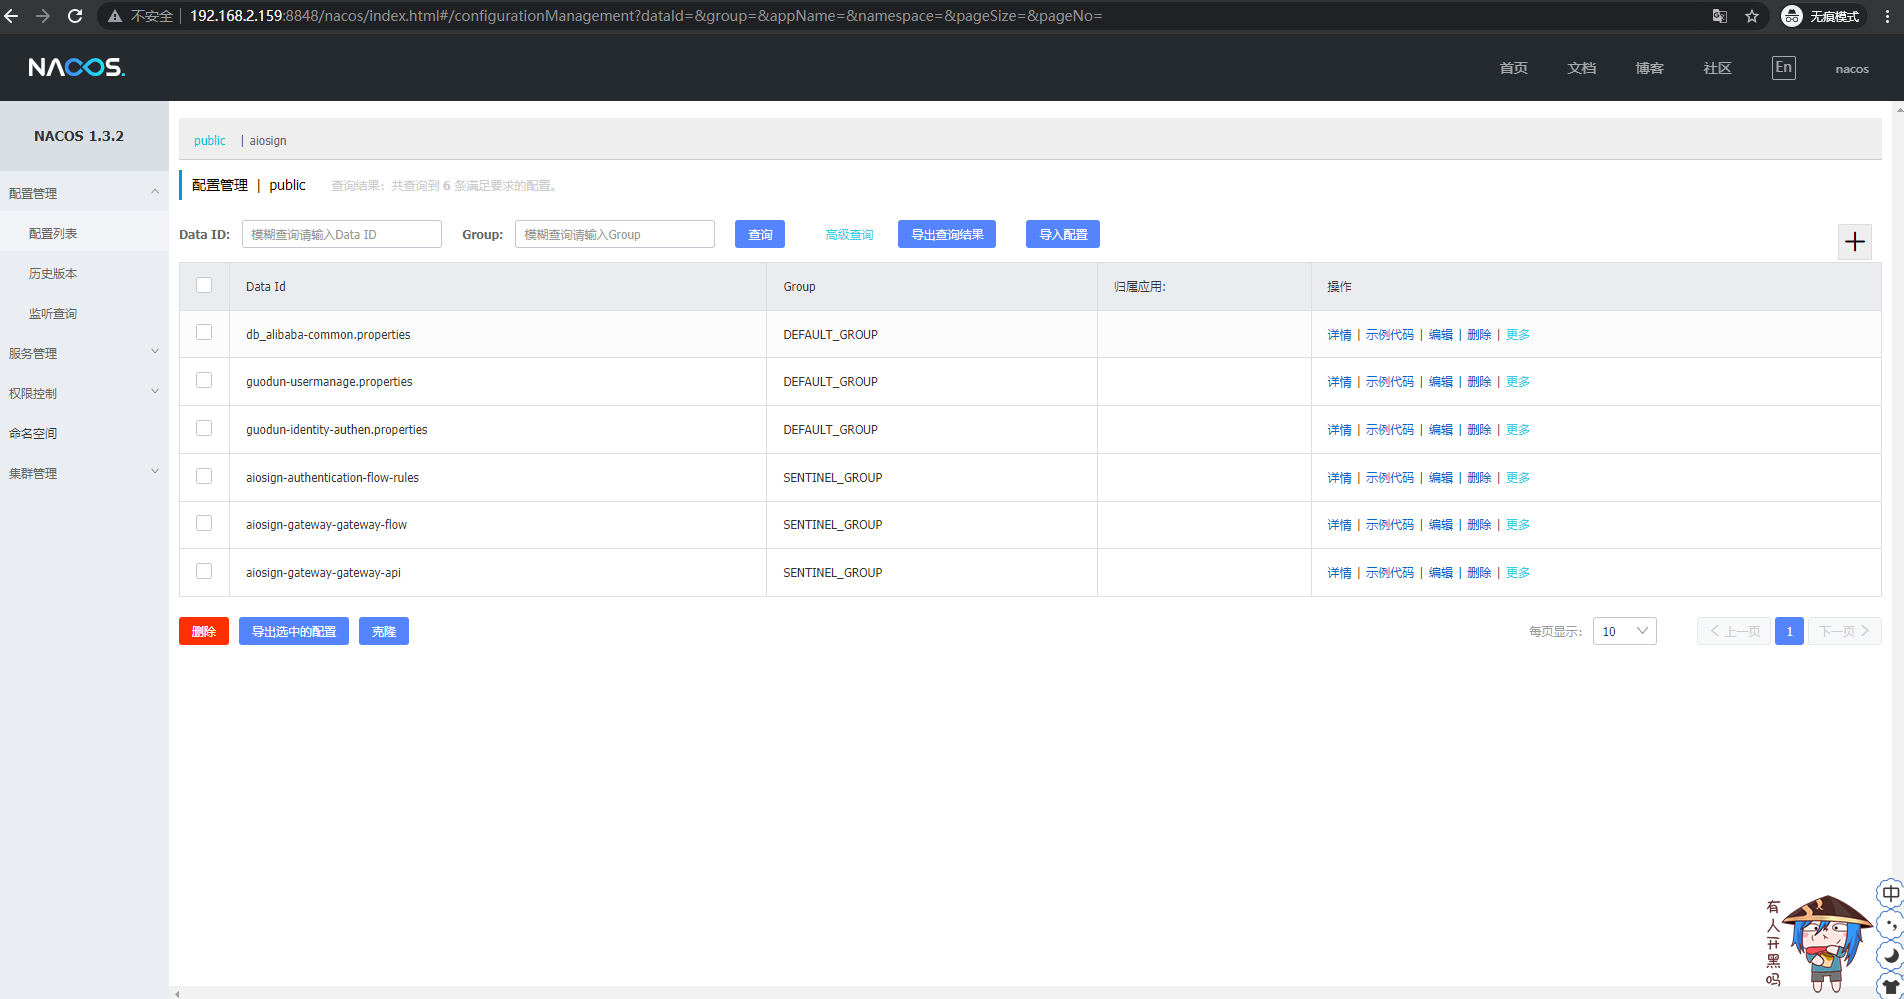 不安全 192.168.2.159:8848/nacos/index.html#/configurationManagement?dataId=&group=&appName=&namespace=&pageSize=&pageNo= 无痕模式
NACOS. 首页 文档 博客 社区 En nacos
NACOS 1.3.2
配置管理
配置列表
历史版本
监听查询
服务管理
权限控制
命名空间
集群管理
public | aiosign
配置管理 | public 查询结果：共查询到 6 条满足要求的配置。
Data ID: 模糊查询请输入Data ID Group: 模糊查询请输入Group 查询 高级查询 导出查询结果 导入配置
Data Id Group 归属应用: 操作
db_alibaba-common.properties DEFAULT_GROUP 详情 | 示例代码 | 编辑 | 删除 | 更多
guodun-usermanage.properties DEFAULT_GROUP 详情 | 示例代码 | 编辑 | 删除 | 更多
guodun-identity-authen.properties DEFAULT_GROUP 详情 | 示例代码 | 编辑 | 删除 | 更多
aiosign-authentication-flow-rules SENTINEL_GROUP 详情 | 示例代码 | 编辑 | 删除 | 更多
aiosign-gateway-gateway-flow SENTINEL_GROUP 详情 | 示例代码 | 编辑 | 删除 | 更多
aiosign-gateway-gateway-api SENTINEL_GROUP 详情 | 示例代码 | 编辑 | 删除 | 更多
删除 导出选中的配置 克隆 每页显示: 10 上一页 1 下一页
有人开黑吗
中